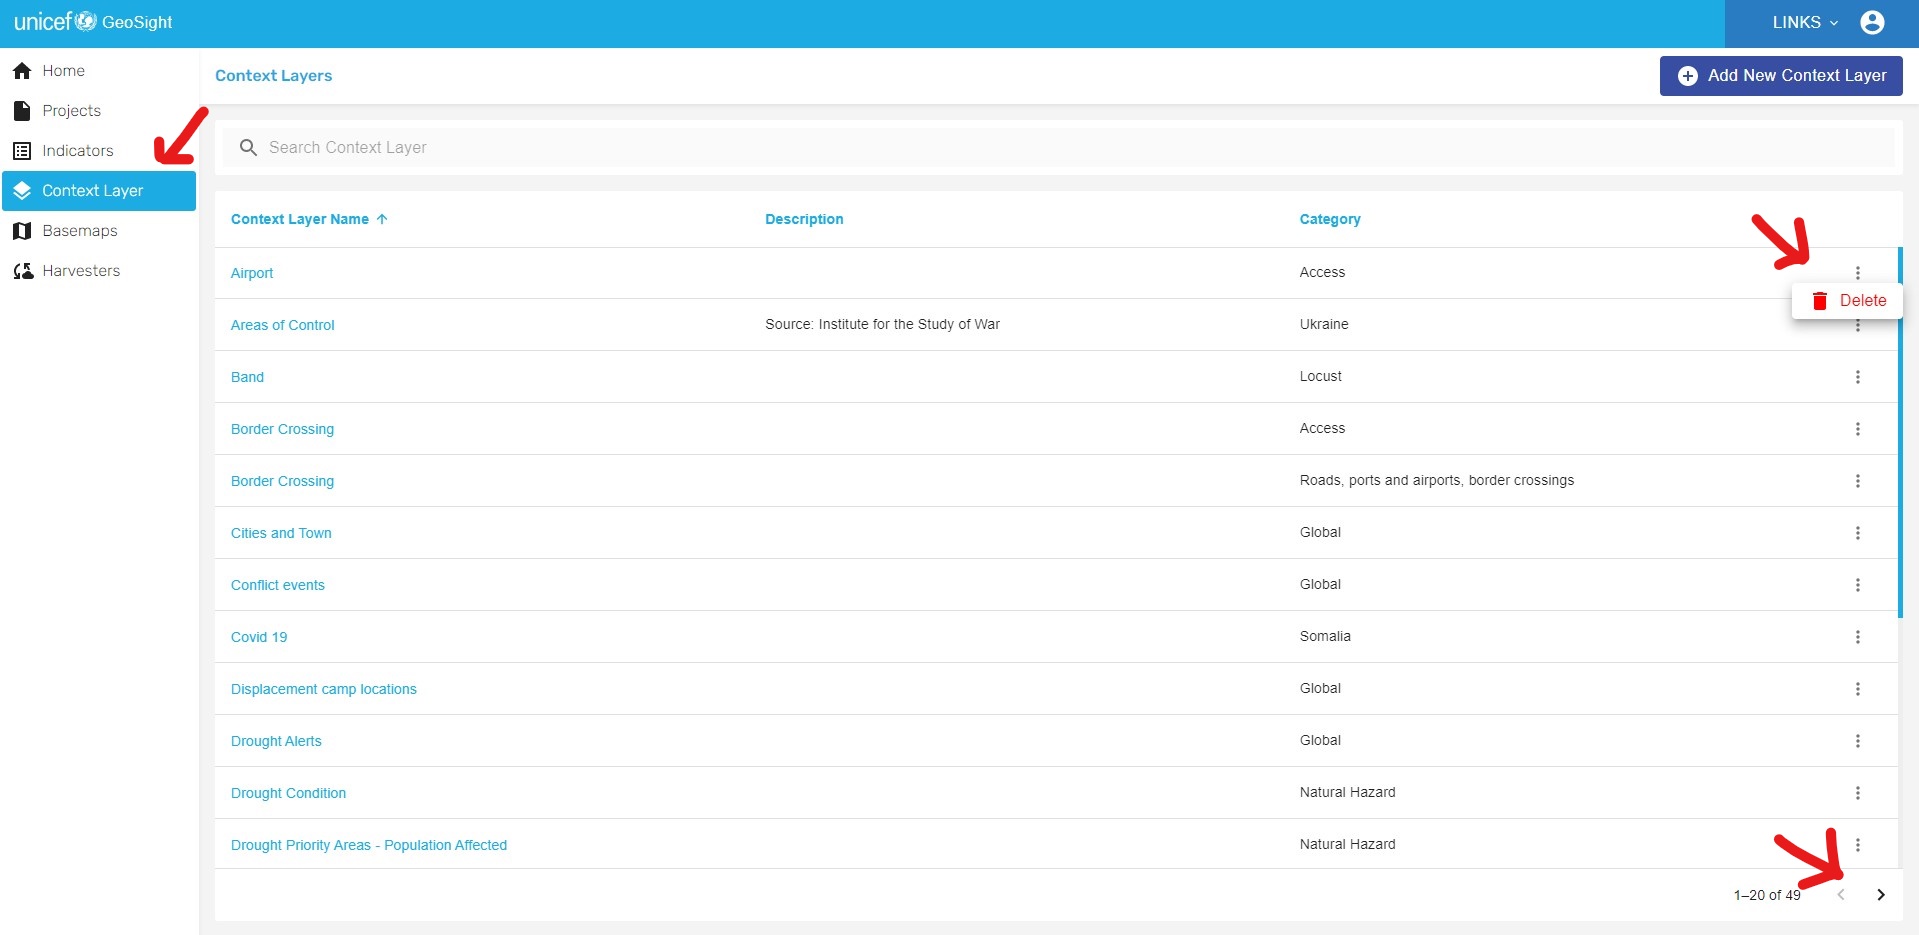 unicef GeoSight
LINKS
Home
Projects
Indicators
Context Layer
Basemaps
Harvesters
Context Layers
Add New Context Layer
Search Context Layer
Context Layer Name Description Category
Airport Access
Delete
Areas of Control Source: Institute for the Study of War Ukraine
Band Locust
Border Crossing Access
Border Crossing Roads, ports and airports, border crossings
Cities and Town Global
Conflict events Global
Covid 19 Somalia
Displacement camp locations Global
Drought Alerts Global
Drought Condition Natural Hazard
Drought Priority Areas - Population Affected Natural Hazard
1–20 of 49